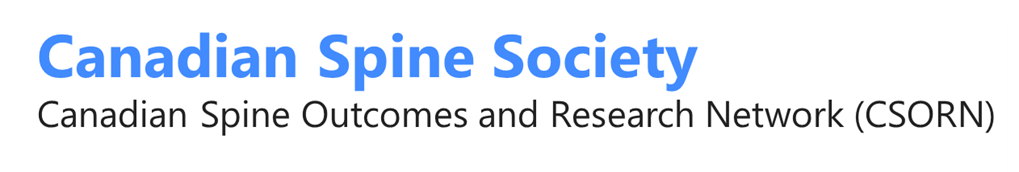 Canadian Spine Society
Canadian Spine Outcomes and Research Network (CSORN)